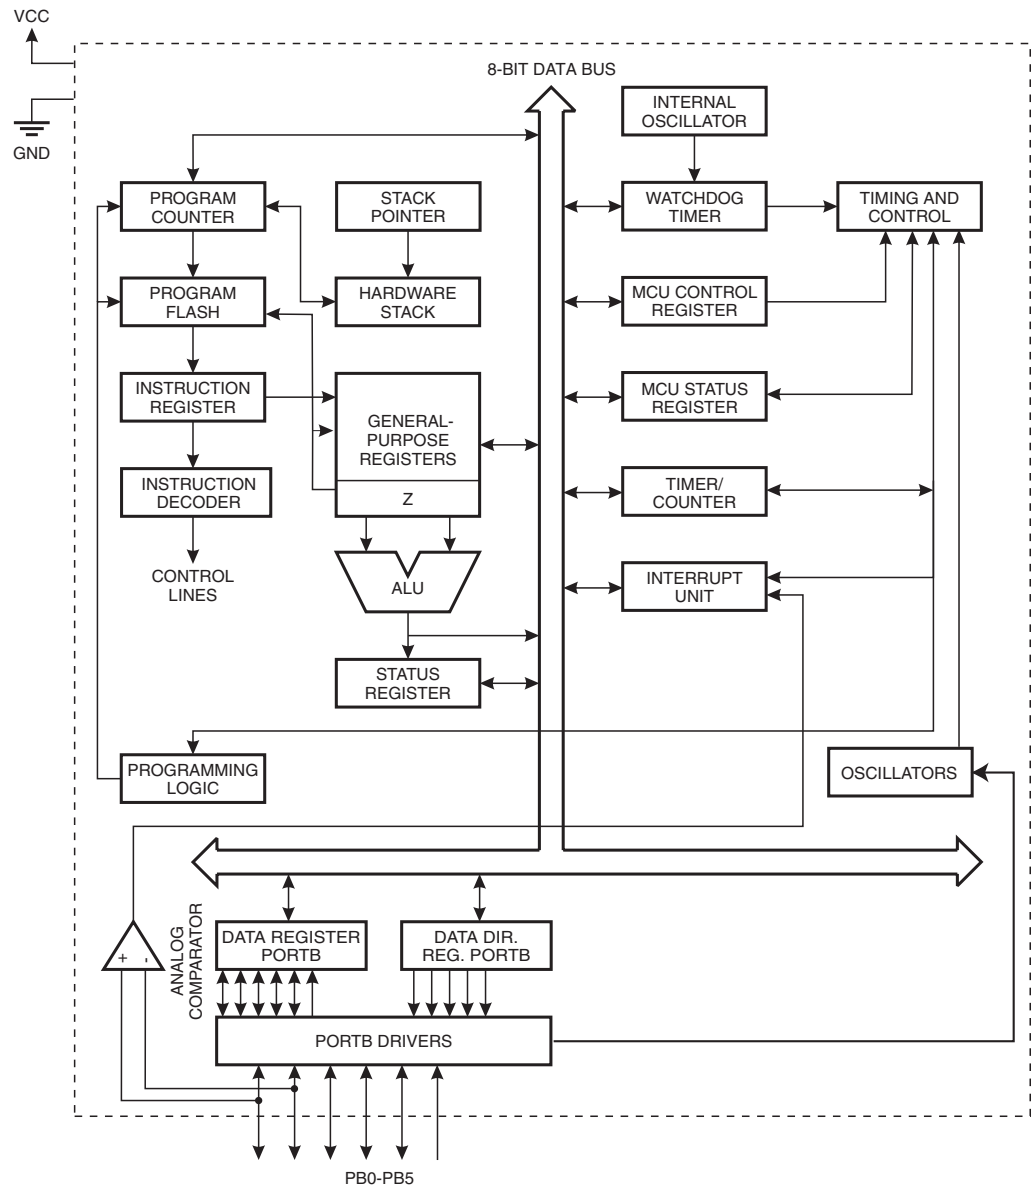 VCC
8-BIT DATA BUS
GND
INTERNAL
OSCILLATOR
PROGRAM
COUNTER
STACK
POINTER
WATCHDOG
TIMER
TIMING AND
CONTROL
PROGRAM
FLASH
HARDWARE
STACK
MCU CONTROL
REGISTER
INSTRUCTION
REGISTER
GENERAL-
PURPOSE
REGISTERS
Z
MCU STATUS
REGISTER
INSTRUCTION
DECODER
TIMER/
COUNTER
CONTROL
LINES
ALU
INTERRUPT
UNIT
STATUS
REGISTER
PROGRAMMING
LOGIC
OSCILLATORS
+
-
ANALOG
COMPARATOR
DATA REGISTER
PORTB
DATA DIR.
REG. PORTB
PORTB DRIVERS
PB0-PB5